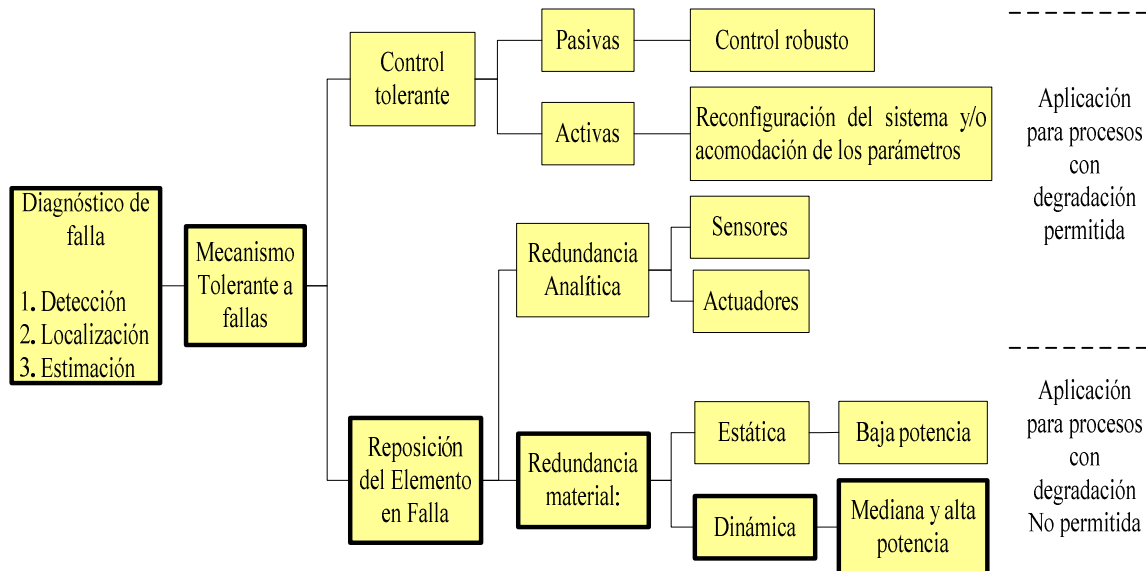 Diagnóstico de
falla
1. Detección
2. Localización
3. Estimación
Mecanismo
Tolerante a
fallas
Control
tolerante
Pasivas
Control robusto
Activas
Reconfiguración del sistema y/o
acomodación de los parámetros
Reposición
del Elemento
en Falla
Redundancia
Analítica
Sensores
Actuadores
Redundancia
material:
Estática
Baja potencia
Dinámica
Mediana y alta
potencia
Aplicación
para procesos
con
degradación
permitida
Aplicación
para procesos
con
degradación
No permitida